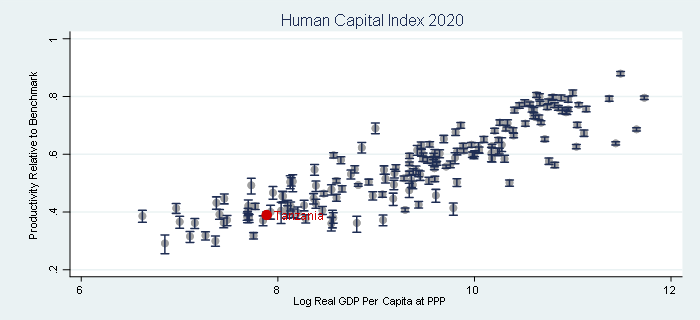 Human Capital Index 2020
Productivity Relative to Benchmark
1
.8
.6
.4
.2
Tanzania
6
8
10
12
Log Real GDP Per Capita at PPP